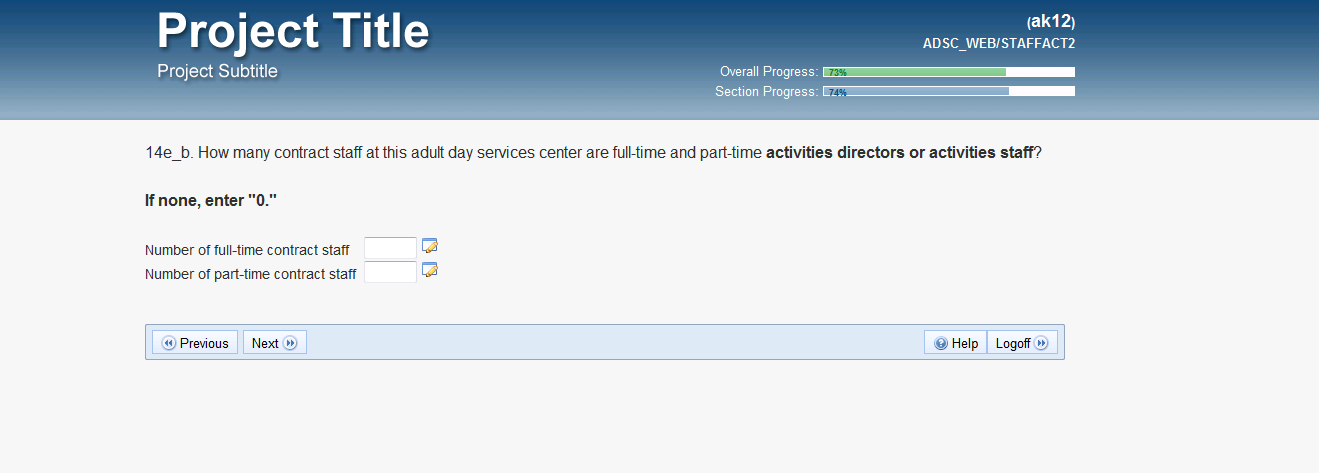 Project Title
Project Subtitle
(ak12)
ADSC_WEB/STAFFACT2
Overall Progress: 73%
Section Progress: 74%
14e_b. How many contract staff at this adult day services center are full-time and part-time activities directors or activities staff?
If none, enter "0."
Number of full-time contract staff
Number of part-time contract staff
Previous Next Help Logoff